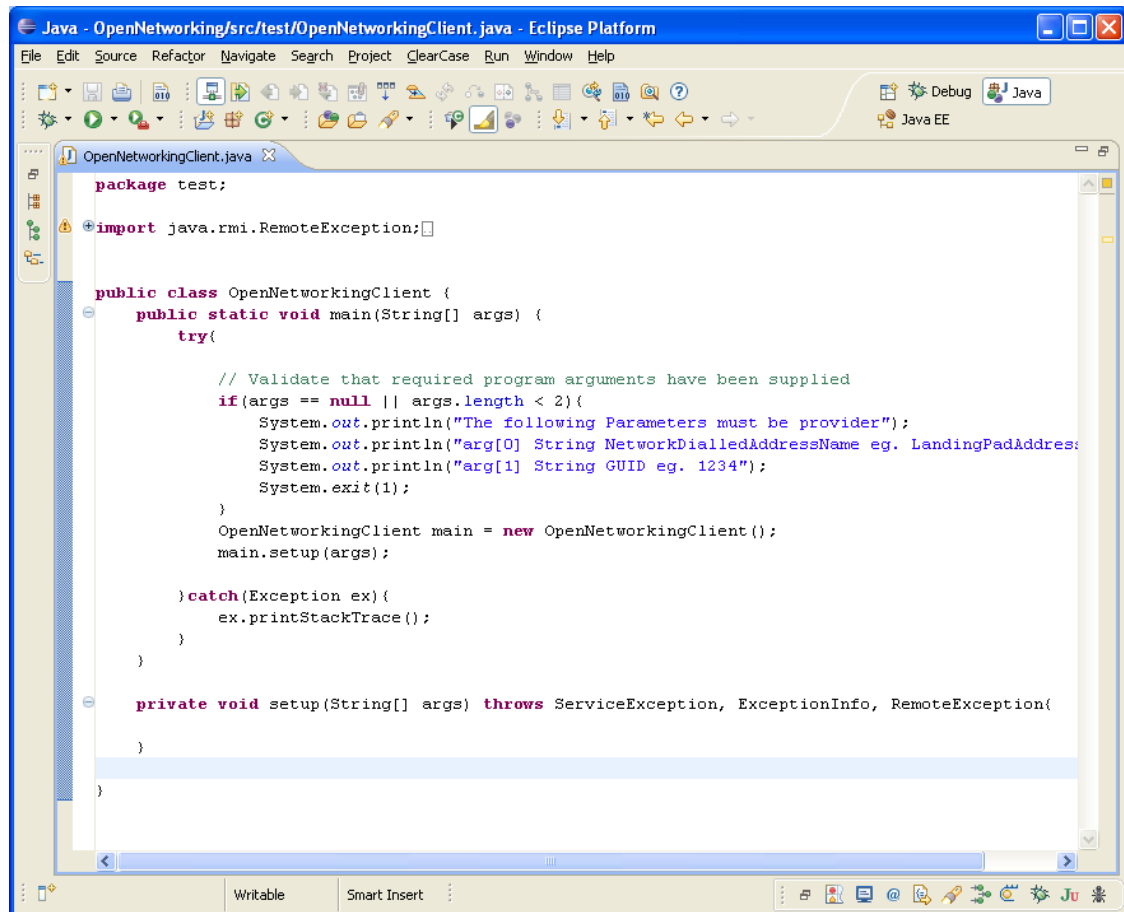 Java - OpenNetworking/src/test/OpenNetworkingClient.java - Eclipse Platform
File Edit Source Refactor Navigate Search Project ClearCase Run Window Help
Debug Java
Java EE
OpenNetworkingClient.java
package test;
import java.rmi.RemoteException;
public class OpenNetworkingClient {
public static void main(String[] args) {
try{
// Validate that required program arguments have been supplied
if(args == null || args.length < 2){
System.out.println("The following Parameters must be provider");
System.out.println("arg[0] String NetworkDialledAddressName eg. LandingPadAddress
System.out.println("arg[1] String GUID eg. 1234");
System.exit(1);
}
OpenNetworkingClient main = new OpenNetworkingClient();
main.setup(args);
}catch(Exception ex){
ex.printStackTrace();
}
}
private void setup(String[] args) throws ServiceException, ExceptionInfo, RemoteException{
}
}
Writable Smart Insert